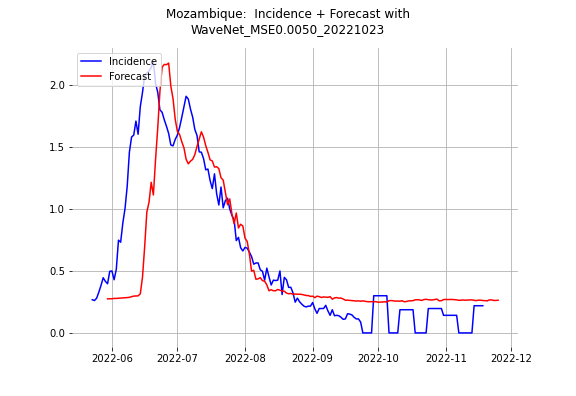 Mozambique:  Incidence + Forecast with
WaveNet_MSE0.0050_20221023
Incidence
Forecast
2.0
1.5
1.0
0.5
0.0
2022-06 2022-07 2022-08 2022-09 2022-10 2022-11 2022-12